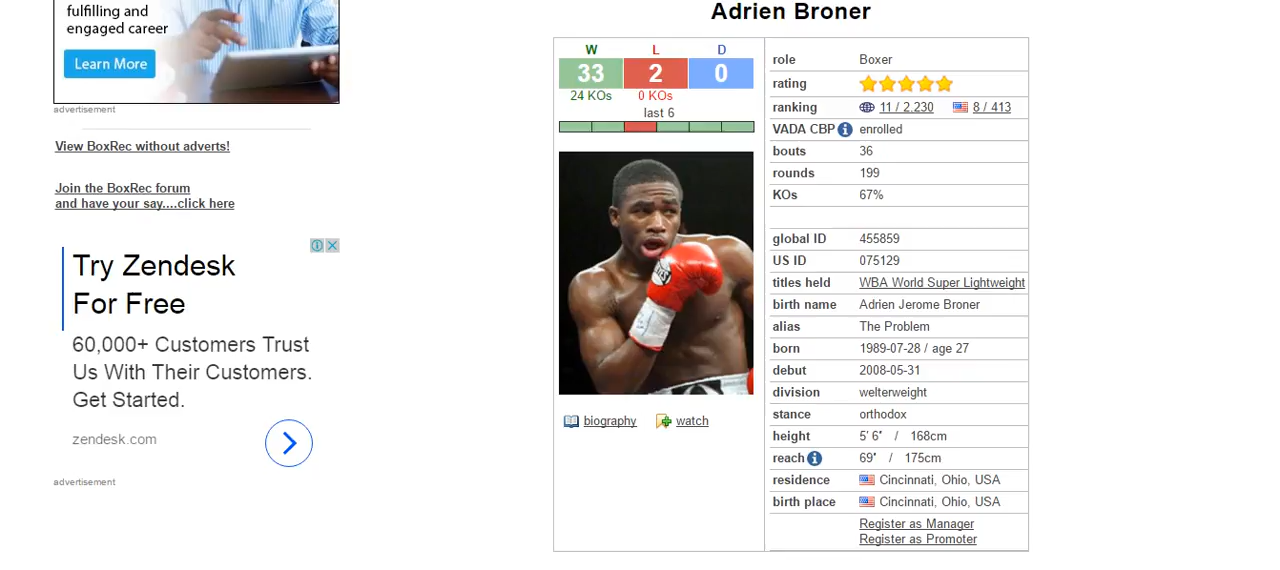 Adrien Broner
fulfilling and
engaged career
Learn More
advertisement
View BoxRec without adverts!
Join the BoxRec forum
and have your say....click here
Try Zendesk
For Free
60,000+ Customers Trust
Us With Their Customers.
Get Started.
zendesk.com
advertisement
W L D
33 2 0
24 KOs 0 KOs
last 6
biography watch
role Boxer
rating
ranking 11 / 2,230 8 / 413
VADA CBP enrolled
bouts 36
rounds 199
KOs 67%
global ID 455859
US ID 075129
titles held WBA World Super Lightweight
birth name Adrien Jerome Broner
alias The Problem
born 1989-07-28 / age 27
debut 2008-05-31
division welterweight
stance orthodox
height 5′ 6″ / 168cm
reach 69″ / 175cm
residence Cincinnati, Ohio, USA
birth place Cincinnati, Ohio, USA
Register as Manager
Register as Promoter